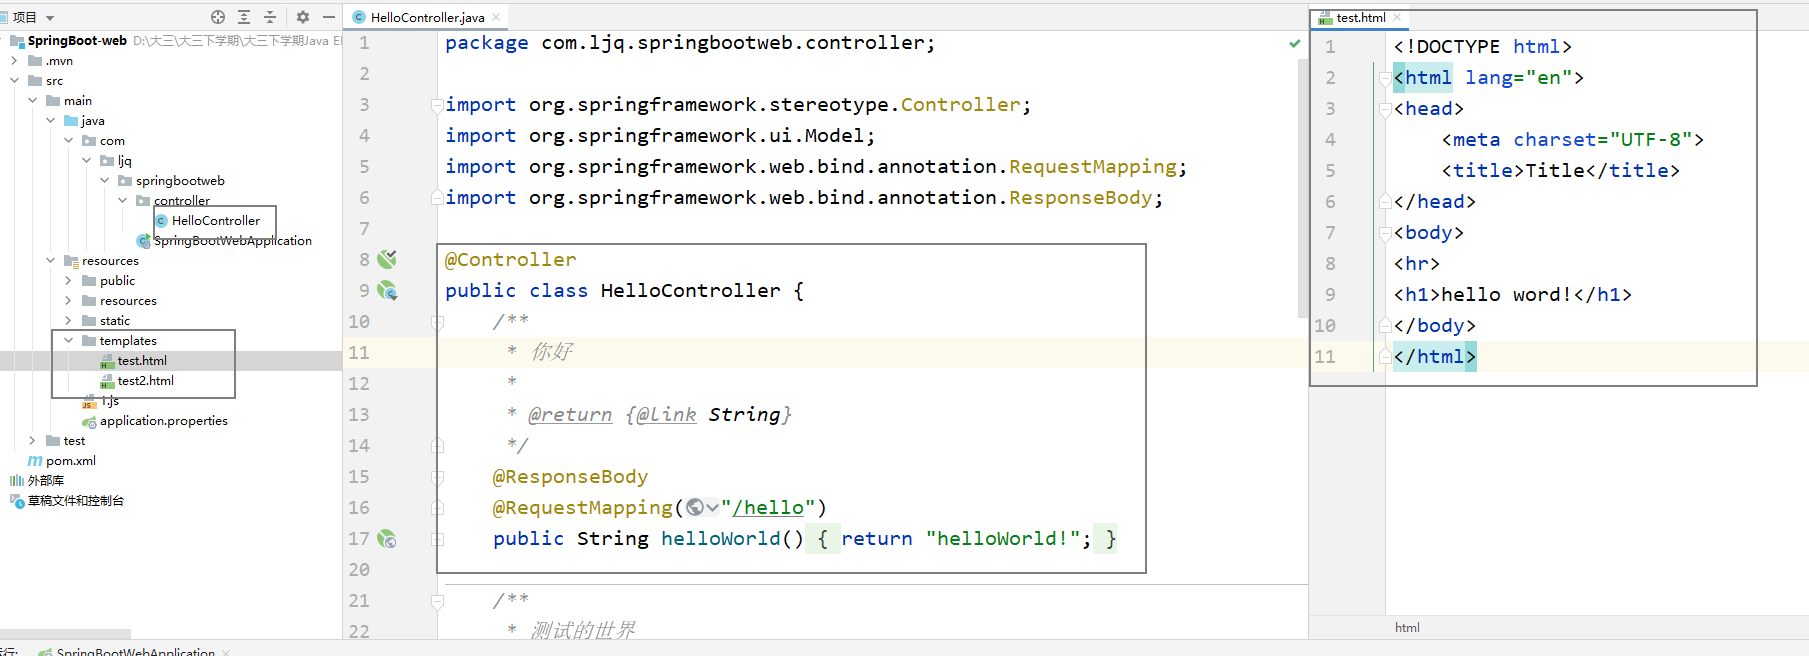 项目
SpringBoot-web D:\大三\大三下学期\大三下学期Java
.mvn
src
main
java
com
ljq
springbootweb
controller
HelloController
SpringBootWebApplication
resources
public
resources
static
templates
test.html
test2.html
1.js
application.properties
test
pom.xml
外部库
草稿文件和控制台
HelloController.java
1 package com.ljq.springbootweb.controller;
2
3 import org.springframework.stereotype.Controller;
4 import org.springframework.ui.Model;
5 import org.springframework.web.bind.annotation.RequestMapping;
6 import org.springframework.web.bind.annotation.ResponseBody;
7
8 @Controller
9 public class HelloController {
10 /**
11 * 你好
12 *
13 * @return {@link String}
14 */
15 @ResponseBody
16 @RequestMapping("/hello")
17 public String helloWorld() { return "helloWorld!"; }
20
21 /**
22 * 测试的世界
test.html
1 <!DOCTYPE html>
2 <html lang="en">
3 <head>
4 <meta charset="UTF-8">
5 <title>Title</title>
6 </head>
7 <body>
8 <hr>
9 <h1>hello word!</h1>
10 </body>
11 </html>
html
SpringBootWebApplication